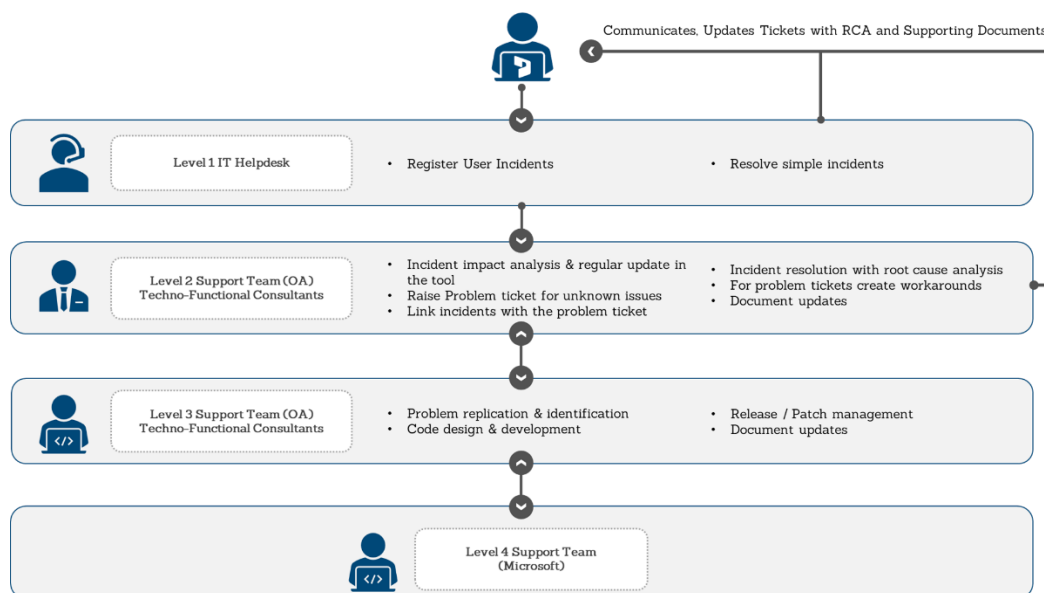 Communicates, Updates Tickets with RCA and Supporting Documents
Level 1 IT Helpdesk
• Register User Incidents
• Resolve simple incidents
Level 2 Support Team (OA)
Techno-Functional Consultants
• Incident impact analysis & regular update in
the tool
• Raise Problem ticket for unknown issues
• Link incidents with the problem ticket
• Incident resolution with root cause analysis
• For problem tickets create workarounds
• Document updates
Level 3 Support Team (OA)
Techno-Functional Consultants
• Problem replication & identification
• Code design & development
• Release / Patch management
• Document updates
Level 4 Support Team
(Microsoft)